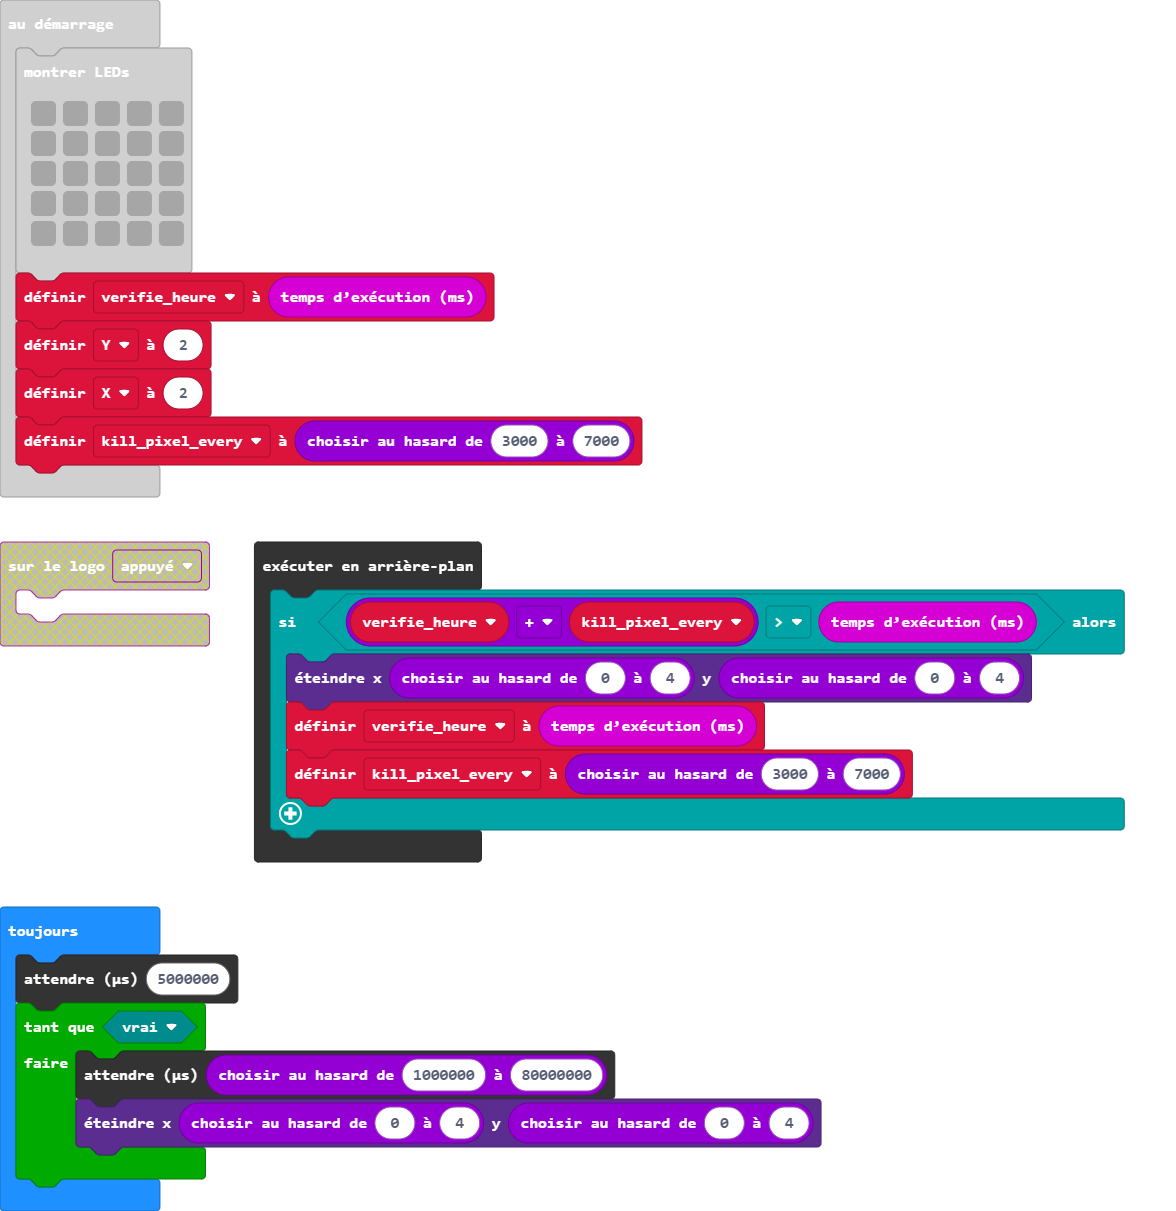 au démarrage
montrer LEDs
définir verifie_heure à temps d’exécution (ms)
définir Y à 2
définir X à 2
définir kill_pixel_every à choisir au hasard de 3000 à 7000
sur le logo appuyé
exécuter en arrière-plan
si verifie_heure + kill_pixel_every > temps d’exécution (ms) alors
éteindre x choisir au hasard de 0 à 4 y choisir au hasard de 0 à 4
définir verifie_heure à temps d’exécution (ms)
définir kill_pixel_every à choisir au hasard de 3000 à 7000
toujours
attendre (µs) 5000000
tant que vrai
faire
attendre (µs) choisir au hasard de 1000000 à 80000000
éteindre x choisir au hasard de 0 à 4 y choisir au hasard de 0 à 4